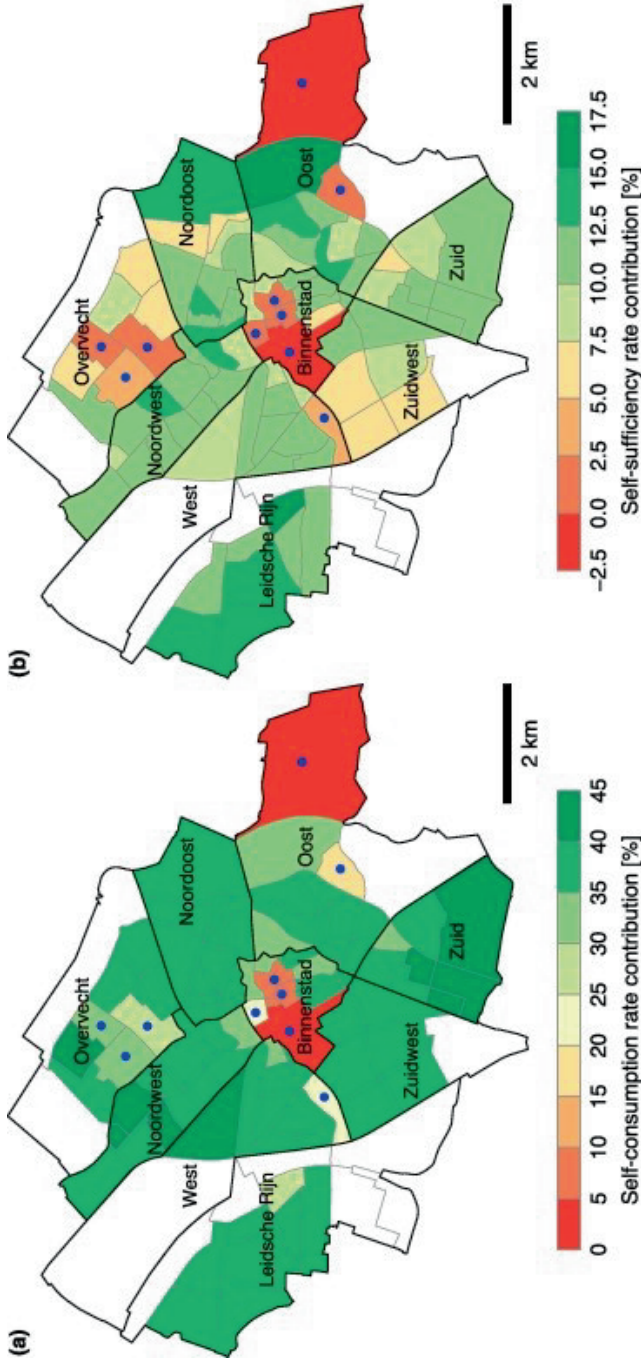 (a)
Overvecht
Noordwest
Noordoost
West
Leidsche Rijn
Binnenstad
Oost
Zuidwest
Zuid
2 km
0 5 10 15 20 25 30 35 40 45
Self-consumption rate contribution [%]
(b)
Overvecht
Noordwest
Noordoost
West
Leidsche Rijn
Binnenstad
Oost
Zuidwest
Zuid
2 km
−2.5 0.0 2.5 5.0 7.5 10.0 12.5 15.0 17.5
Self-sufficiency rate contribution [%]